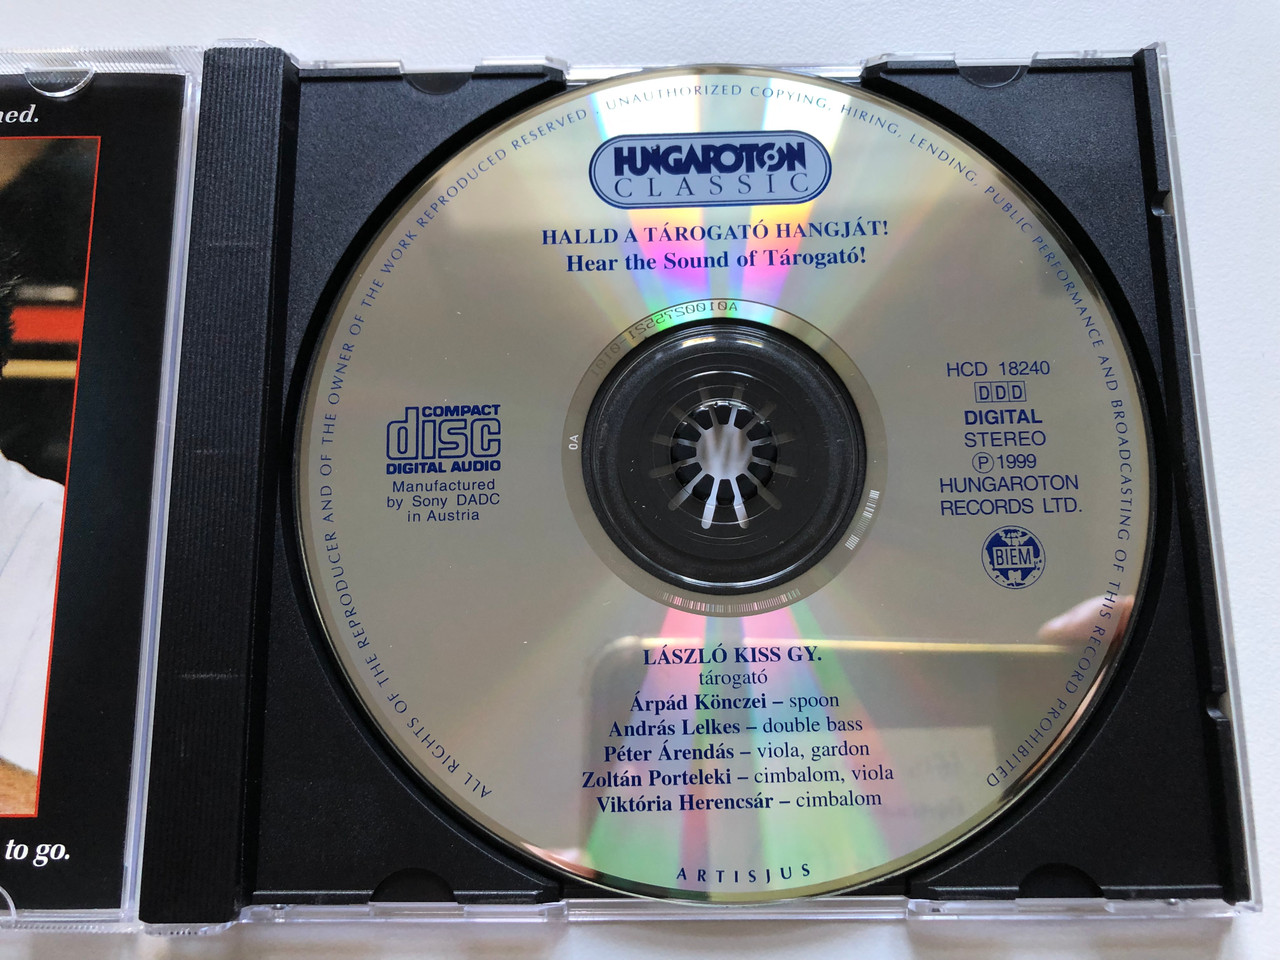 ned.
to go.
ALL RIGHTS OF THE REPRODUCER AND OF THE OWNER OF THE WORK REPRODUCED RESERVED · UNAUTHORIZED COPYING, HIRING, LENDING, PUBLIC PERFORMANCE AND BROADCASTING OF THIS RECORD PROHIBITED
HUNGAROTON
CLASSIC
HALLD A TÁROGATÓ HANGJÁT!
Hear the Sound of Tárogató!
COMPACT
disc
DIGITAL AUDIO
Manufactured
by Sony DADC
in Austria
HCD 18240
DDD
DIGITAL
STEREO
Ⓟ 1999
HUNGAROTON
RECORDS LTD.
BIEM
LÁSZLÓ KISS GY.
tárogató
Árpád Könczei – spoon
András Lelkes – double bass
Péter Árendás – viola, gardon
Zoltán Porteleki – cimbalom, viola
Viktória Herencsár – cimbalom
ARTISJUS